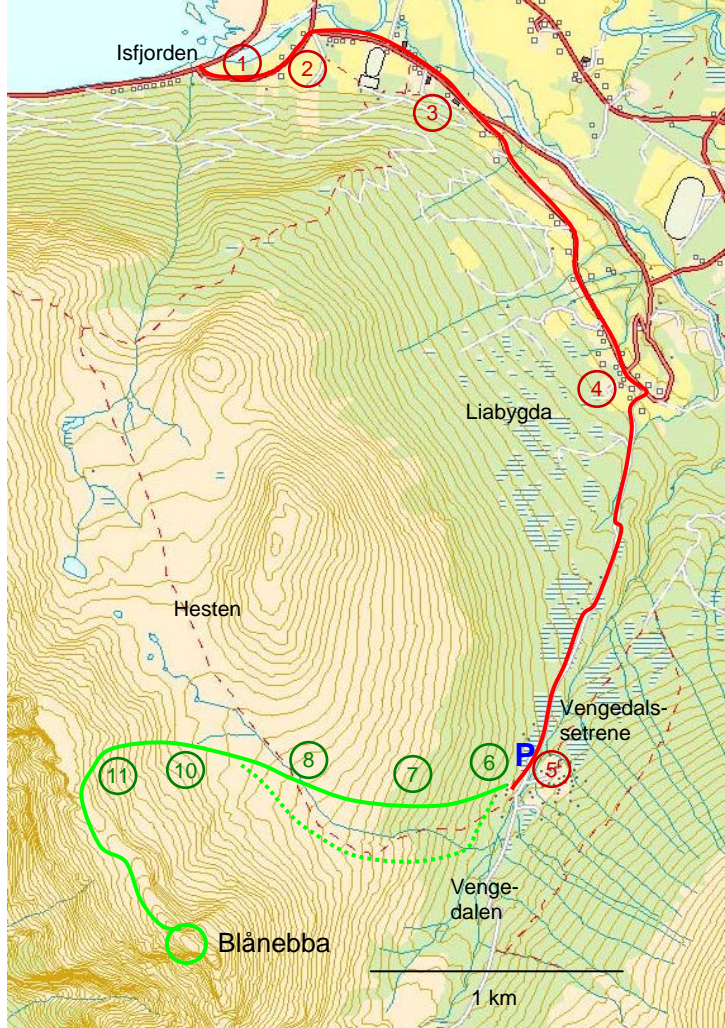 Isfjorden
1
2
3
4
Liabygda
Hesten
Vengedals-
setrene
P
5
6
7
8
10
11
Venge-
dalen
Blånebba
1 km